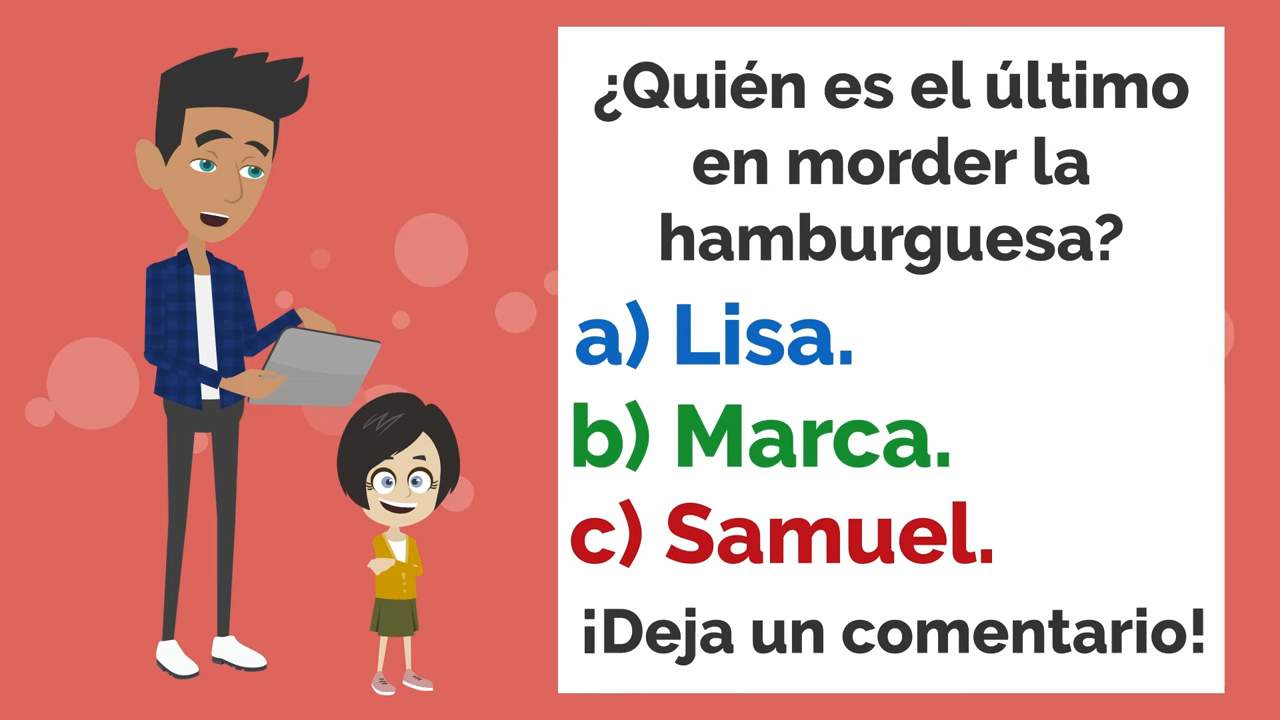 ¿Quién es el último
en morder la
hamburguesa?
a) Lisa.
b) Marca.
c) Samuel.
¡Deja un comentario!